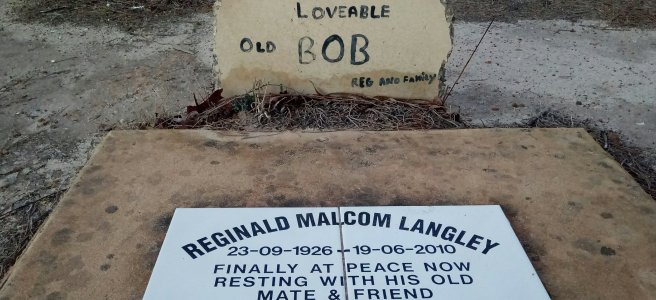 LOVEABLE
OLD BOB
REG AND FAMILY
REGINALD MALCOM LANGLEY
23-09-1926 - 19-06-2010
FINALLY AT PEACE NOW
RESTING WITH HIS OLD
MATE & FRIEND